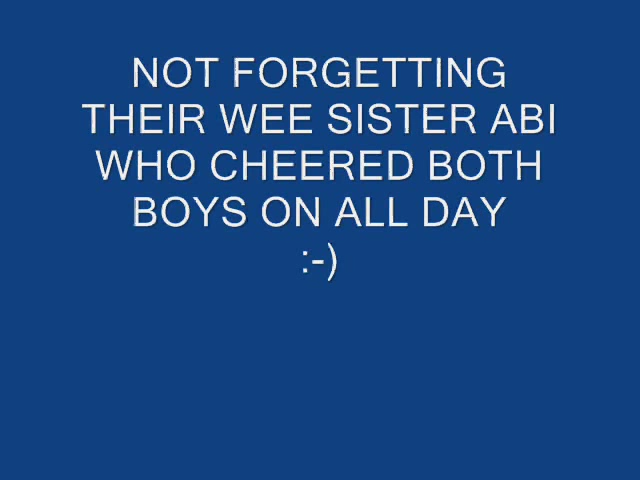 NOT FORGETTING
THEIR WEE SISTER ABI
WHO CHEERED BOTH
BOYS ON ALL DAY
:-)